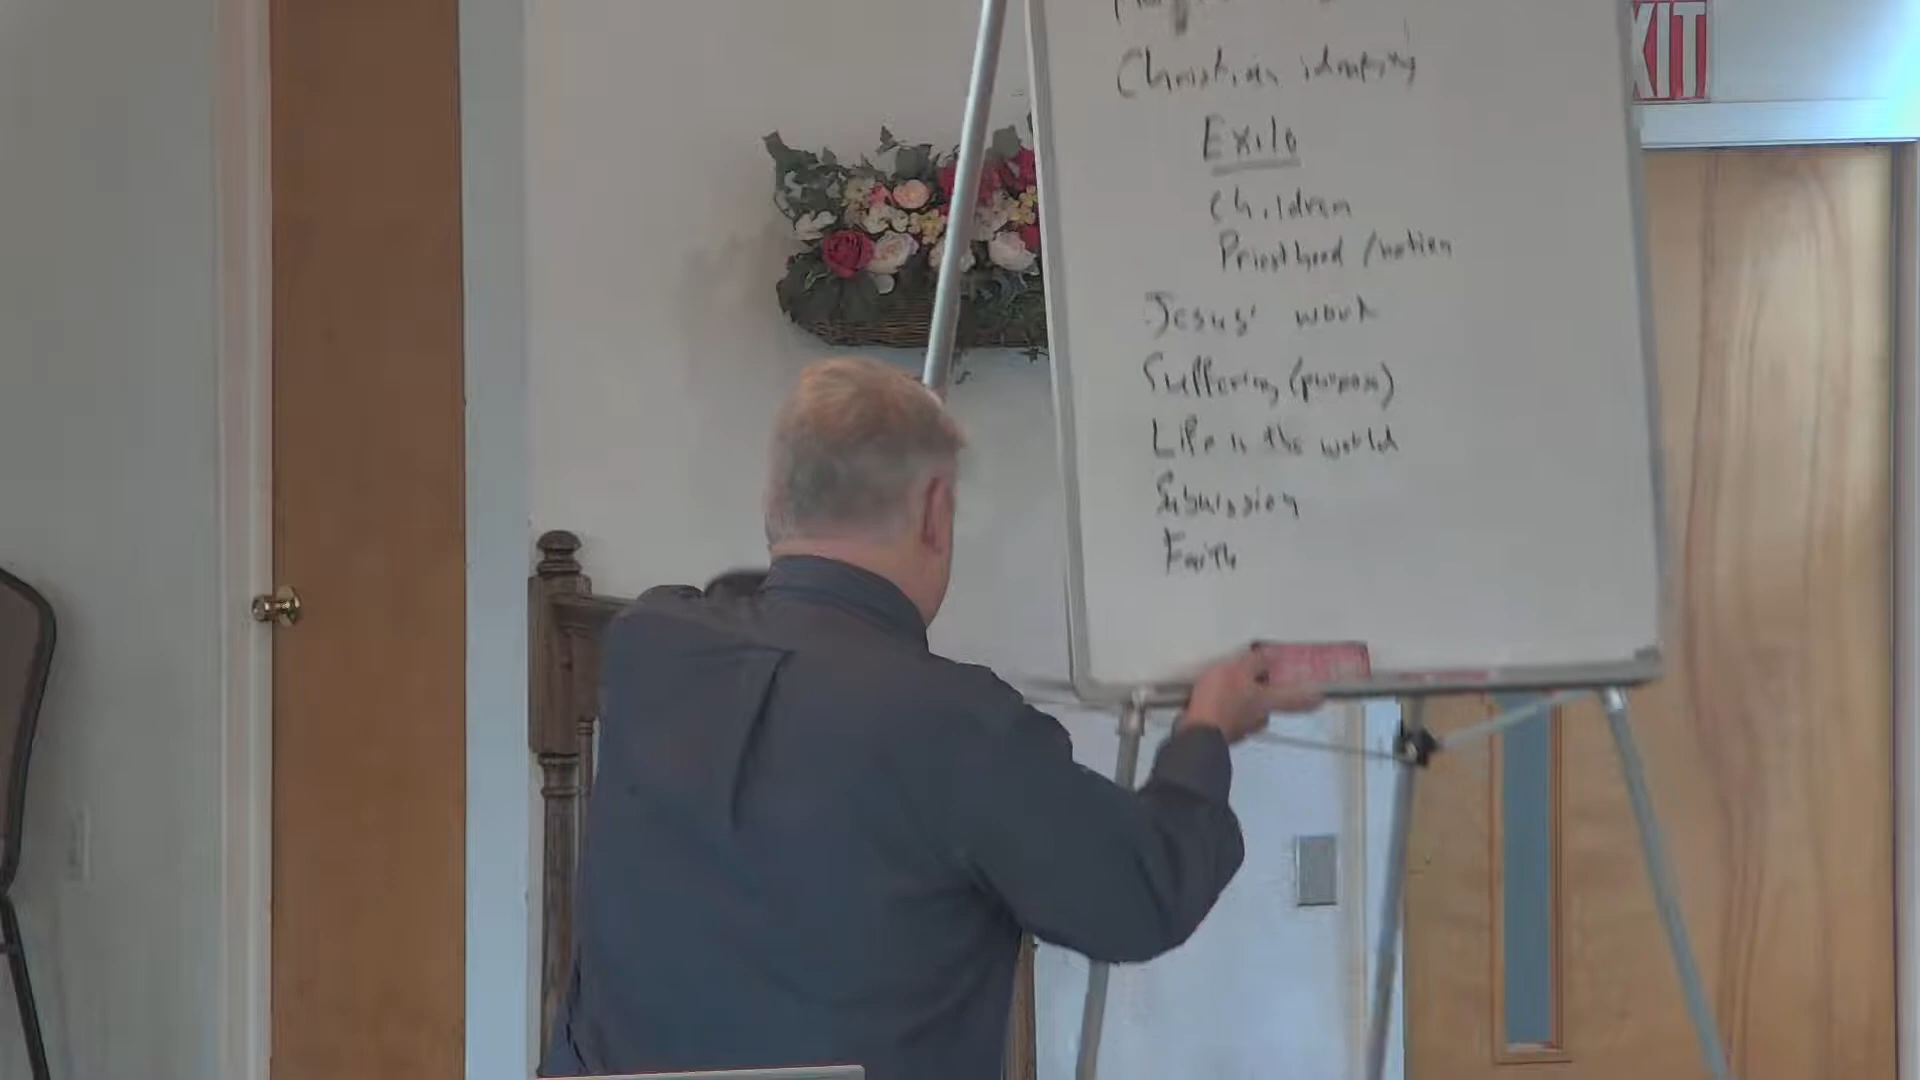 Christian identity
EXIT
Exile
Children
Priesthood / nation
Jesus' work
Suffering (purpose)
Life in the world
Submission
Faith